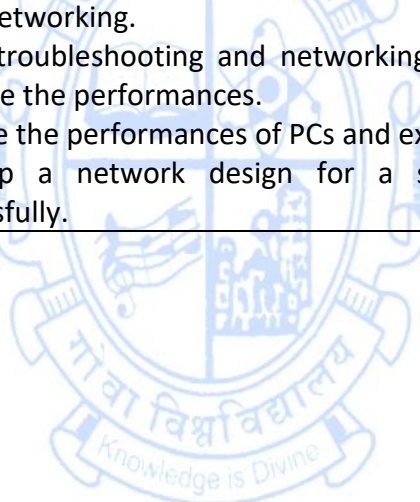 etworking.
troubleshooting and networking
e the performances.
e the performances of PCs and ex
p a network design for a s
sfully.
गोंवा विश्वविद्यालय
Knowledge is Divine